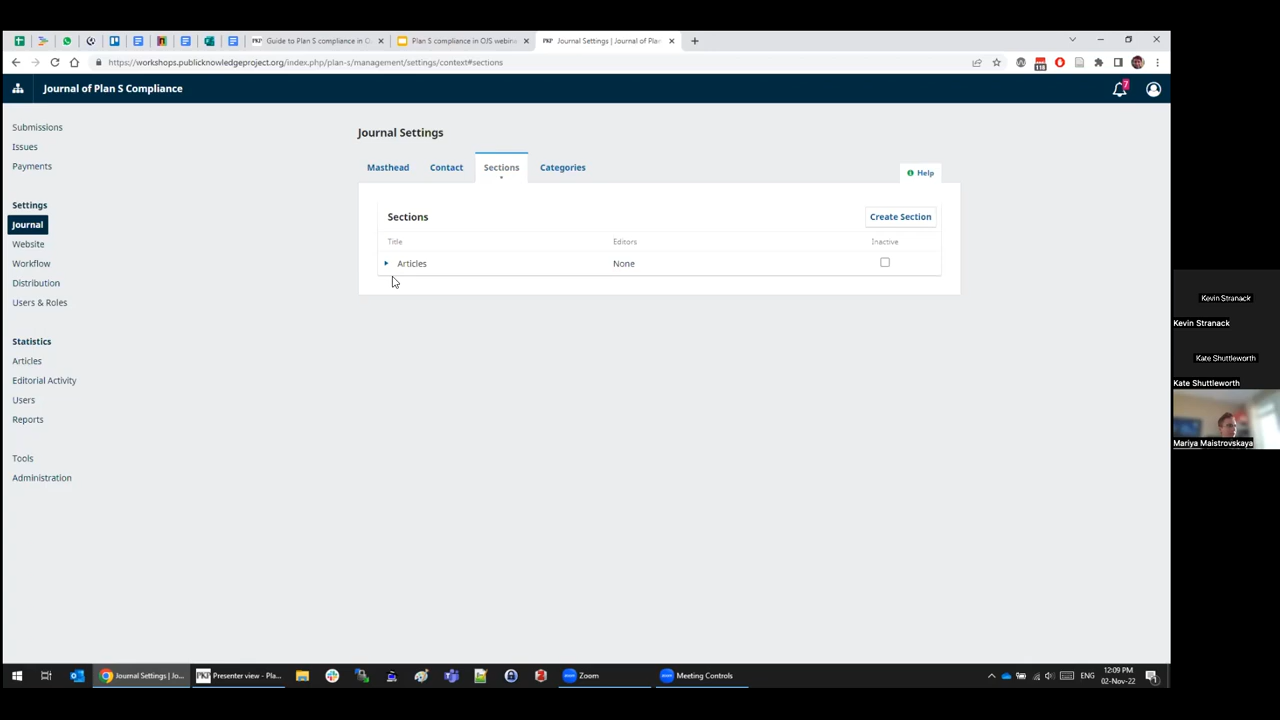 Guide to Plan S compliance in O
Plan S compliance in OJS webina
Journal Settings | Journal of Pla
https://workshops.publicknowledgeproject.org/index.php/plan-s/management/settings/context#sections
118
Journal of Plan S Compliance
7
Submissions
Issues
Payments
Settings
Journal
Website
Workflow
Distribution
Users & Roles
Statistics
Articles
Editorial Activity
Users
Reports
Tools
Administration
Journal Settings
Masthead
Contact
Sections
Categories
Help
Sections
Create Section
Title
Editors
Inactive
Articles
None
Kevin Stranack
Kevin Stranack
Kate Shuttleworth
Kate Shuttleworth
Mariya Maistrovskaya
Journal Settings | Jo...
Presenter view - Pla...
Zoom
Meeting Controls
ENG
12:09 PM
02-Nov-22